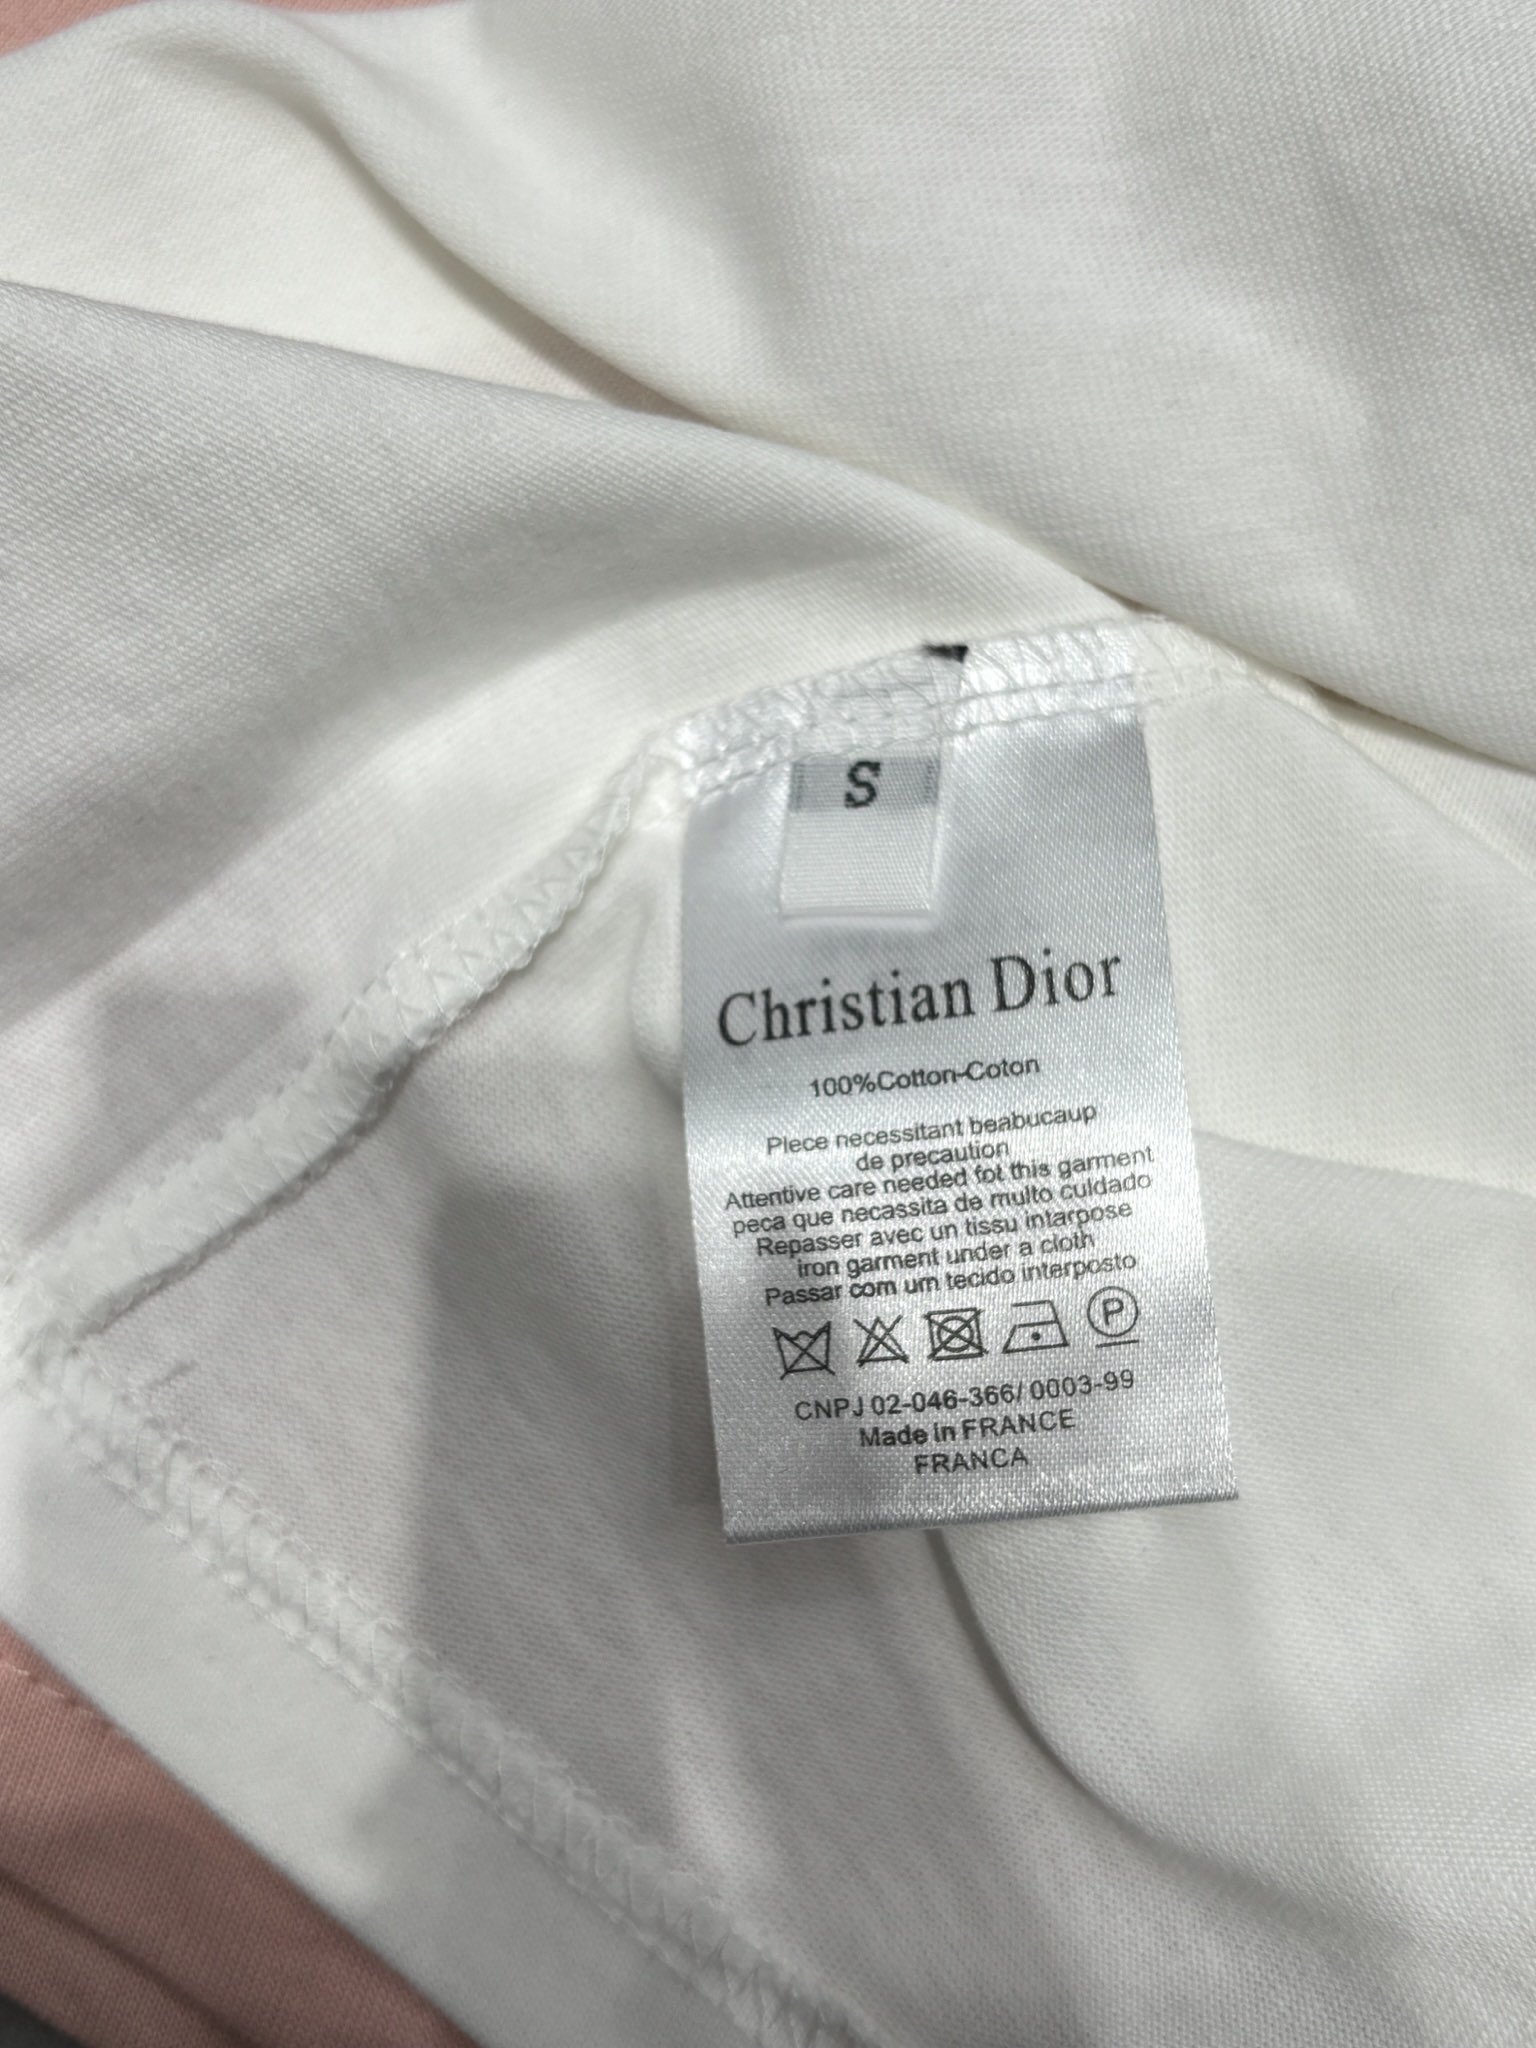 S
Christian Dior
100%Cotton-Coton
Plece necessitant beabucaup
de precaution
Attentive care needed fot this garment
peca que necassita de multo culdado
Repasser avec un tissu intarpose
iron garment under a cloth
Passar com um tecido interposto
P
CNPJ 02-046-366/ 0003-99
Made in FRANCE
FRANCA